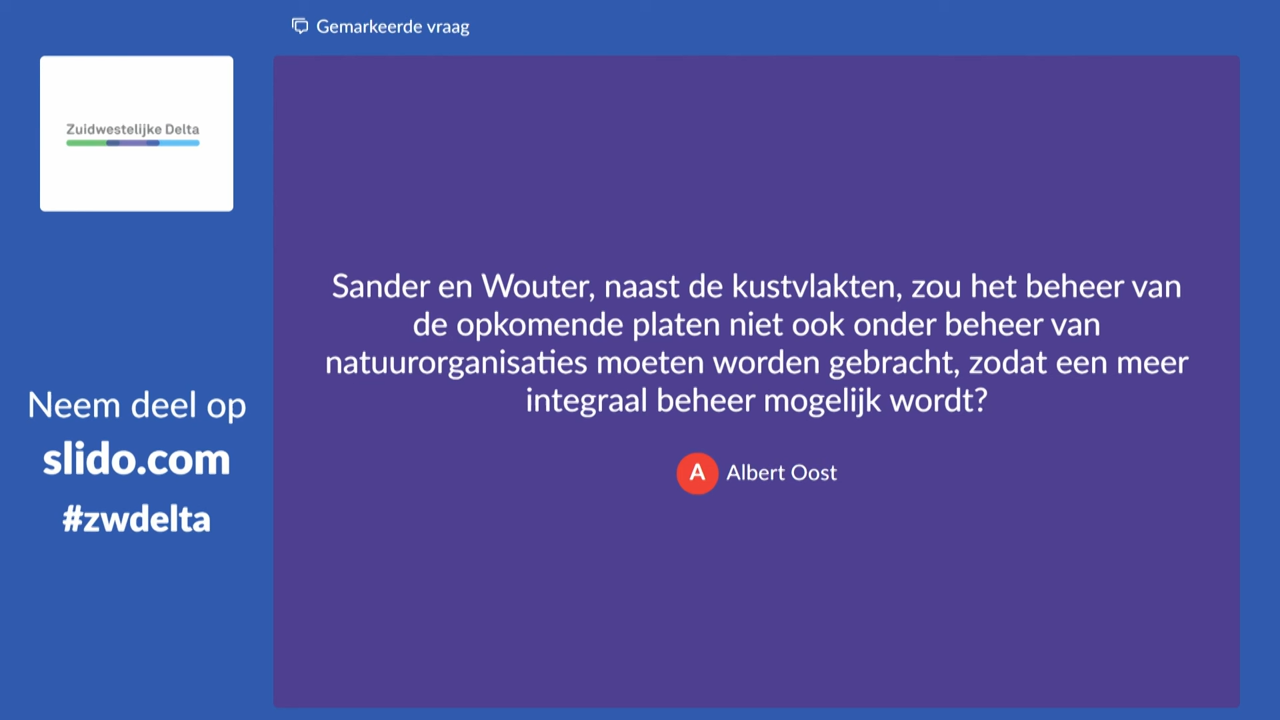 Gemarkeerde vraag
Zuidwestelijke Delta
Sander en Wouter, naast de kustvlakten, zou het beheer van
de opkomende platen niet ook onder beheer van
natuurorganisaties moeten worden gebracht, zodat een meer
integraal beheer mogelijk wordt?
A Albert Oost
Neem deel op
slido.com
#zwdelta